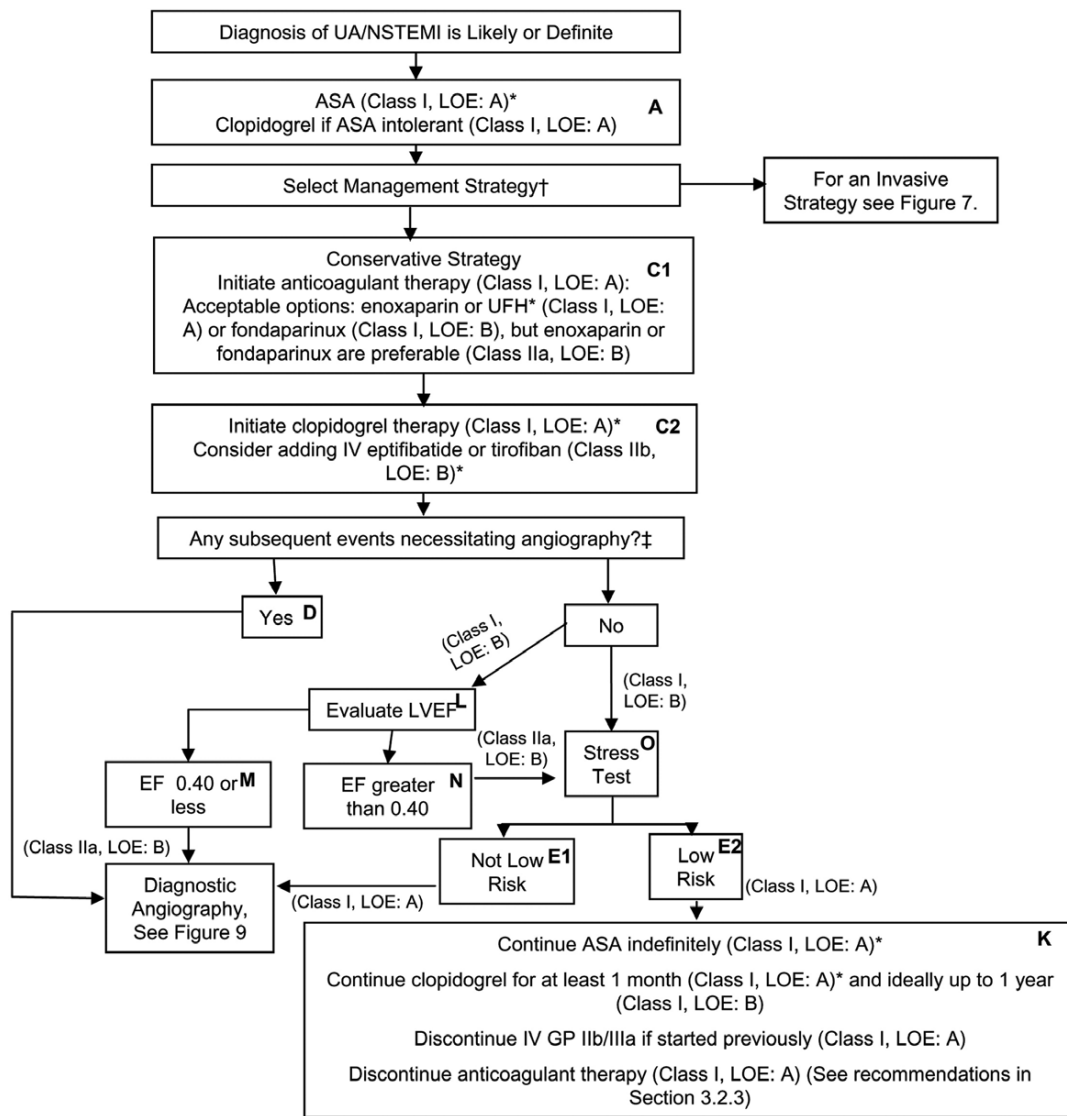 Diagnosis of UA/NSTEMI is Likely or Definite
ASA (Class I, LOE: A)*
A
Clopidogrel if ASA intolerant (Class I, LOE: A)
Select Management Strategy†
For an Invasive
Strategy see Figure 7.
Conservative Strategy
C1
Initiate anticoagulant therapy (Class I, LOE: A):
Acceptable options: enoxaparin or UFH* (Class I, LOE:
A) or fondaparinux (Class I, LOE: B), but enoxaparin or
fondaparinux are preferable (Class IIa, LOE: B)
Initiate clopidogrel therapy (Class I, LOE: A)*
C2
Consider adding IV eptifibatide or tirofiban (Class IIb,
LOE: B)*
Any subsequent events necessitating angiography?‡
Yes
D
No
(Class I,
LOE: B)
(Class I,
LOE: B)
Evaluate LVEF
L
(Class IIa,
LOE: B)
Stress
Test
O
EF 0.40 or
less
M
EF greater
than 0.40
N
(Class IIa, LOE: B)
Not Low
Risk
E1
Low
Risk
E2
(Class I, LOE: A)
(Class I, LOE: A)
Diagnostic
Angiography,
See Figure 9
Continue ASA indefinitely (Class I, LOE: A)*
K
Continue clopidogrel for at least 1 month (Class I, LOE: A)* and ideally up to 1 year
(Class I, LOE: B)
Discontinue IV GP IIb/IIIa if started previously (Class I, LOE: A)
Discontinue anticoagulant therapy (Class I, LOE: A) (See recommendations in
Section 3.2.3)